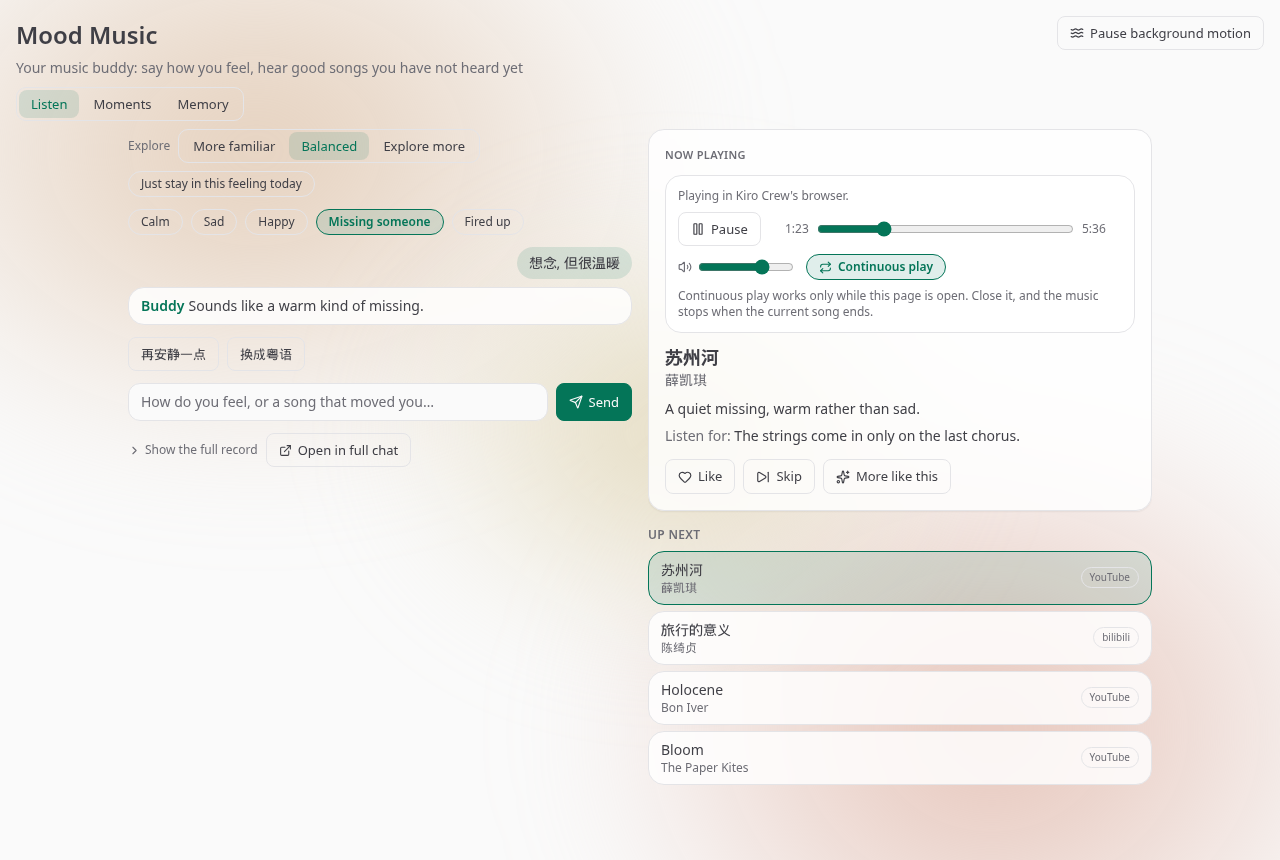 Mood Music
Pause background motion
Your music buddy: say how you feel, hear good songs you have not heard yet
Listen Moments Memory
Explore More familiar Balanced Explore more
Just stay in this feeling today
Calm Sad Happy Missing someone Fired up
想念, 但很温暖
Buddy Sounds like a warm kind of missing.
再安静一点 换成粤语
How do you feel, or a song that moved you...
Send
Show the full record Open in full chat
NOW PLAYING
Playing in Kiro Crew's browser.
Pause 1:23 5:36
Continuous play
Continuous play works only while this page is open. Close it, and the music
stops when the current song ends.
苏州河
薛凯琪
A quiet missing, warm rather than sad.
Listen for: The strings come in only on the last chorus.
Like Skip More like this
UP NEXT
苏州河
薛凯琪
YouTube
旅行的意义
陈绮贞
bilibili
Holocene
Bon Iver
YouTube
Bloom
The Paper Kites
YouTube